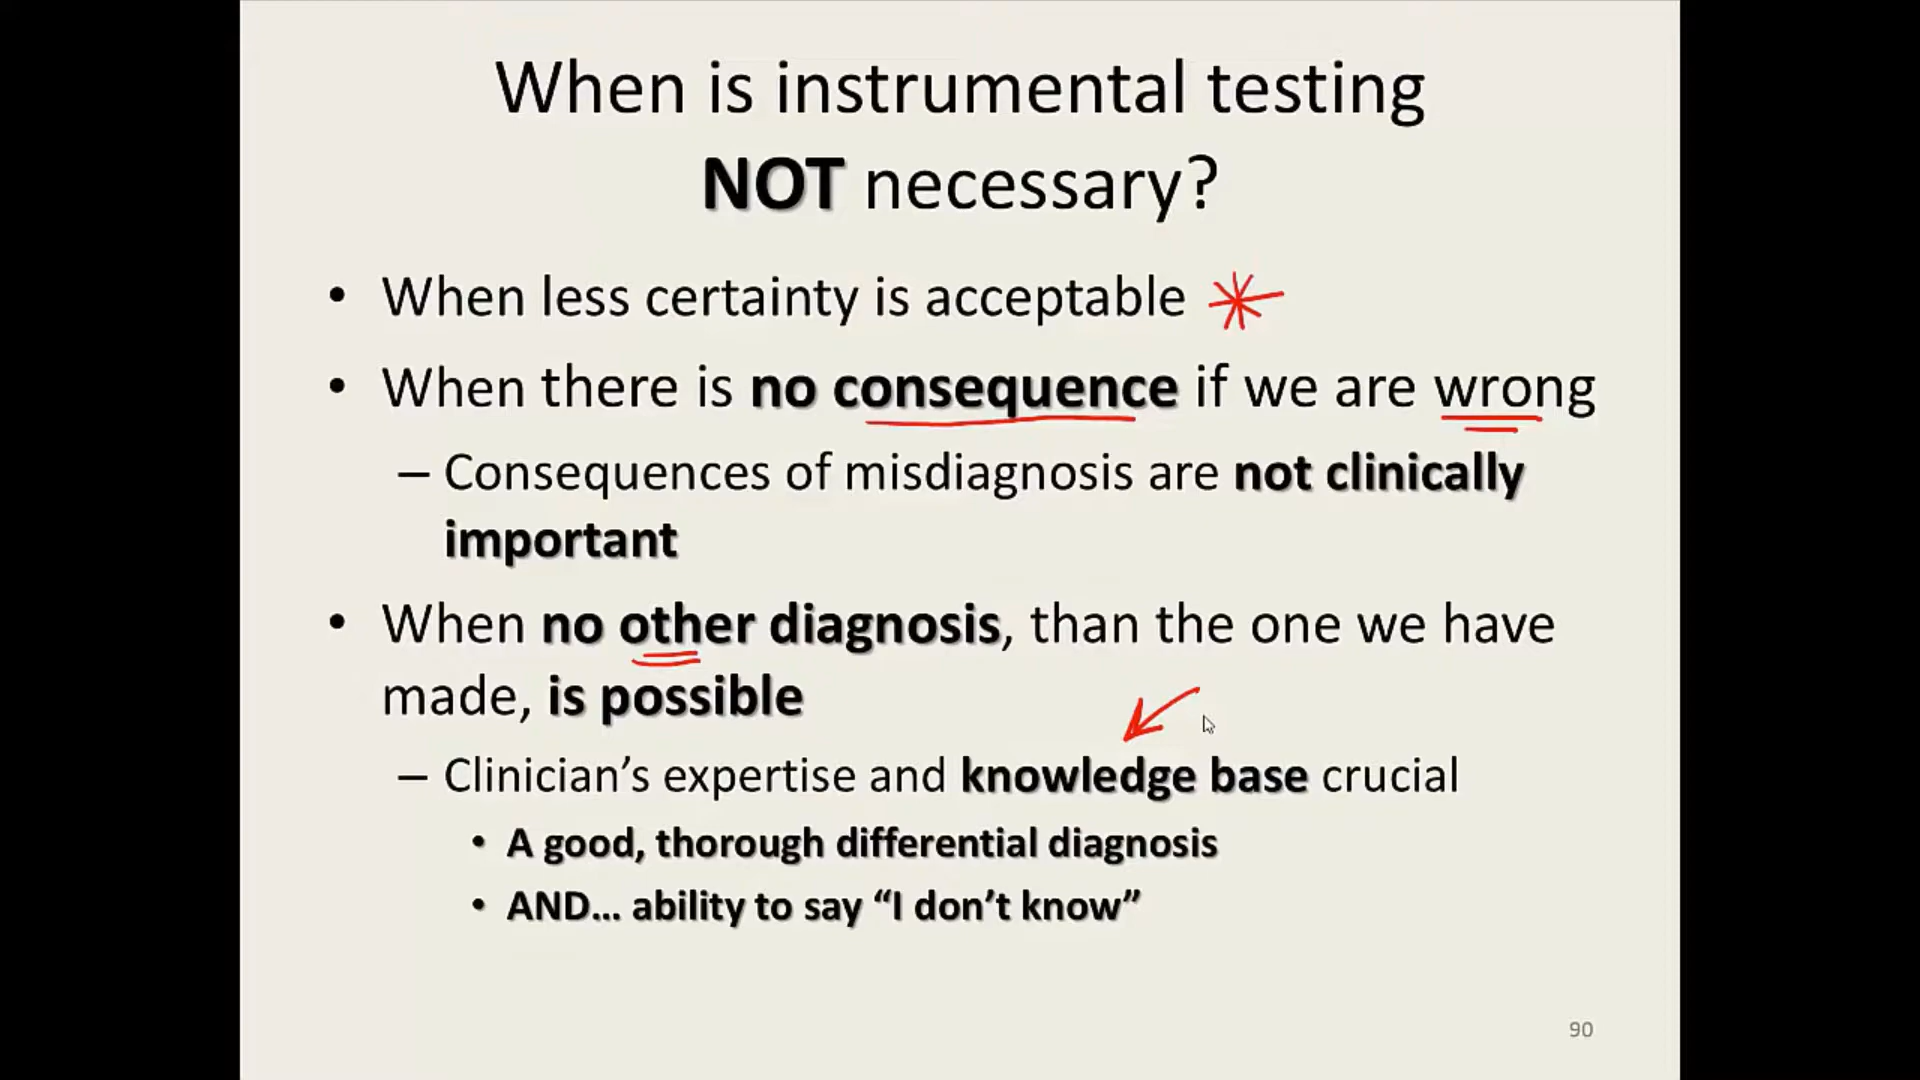 When is instrumental testing
NOT necessary?
• When less certainty is acceptable
• When there is no consequence if we are wrong
– Consequences of misdiagnosis are not clinically
important
• When no other diagnosis, than the one we have
made, is possible
– Clinician’s expertise and knowledge base crucial
• A good, thorough differential diagnosis
• AND... ability to say “I don’t know”
90